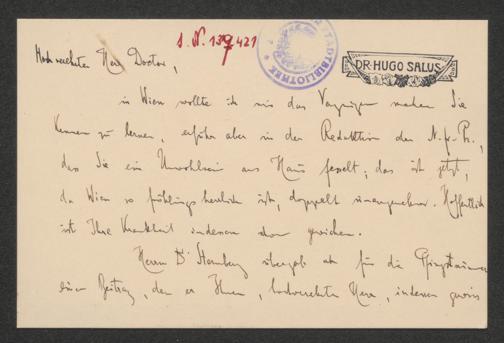 I. N. 139421
STADTBIBLIOTHEK
DR HUGO SALUS
Hochverehrter Herr Doctor,
in Wien wollte ich mir das Vergnügen machen Sie
kennen zu lernen, erfuhr aber in der Redaktion der N. fr. Pr.,
dass Sie ein Unwohlsein ans Haus fesselt; das ist jetzt,
da Wien so frühlingsherrlich ist, doppelt unangenehm. Hoffentlich
ist Ihre Krankheit indessen schon gewichen.
Herrn Dr Sternberg übergab ich für die Pfingstnummer
einen Beitrag, den er Ihnen, hochverehrter Herr, indessen gewiss